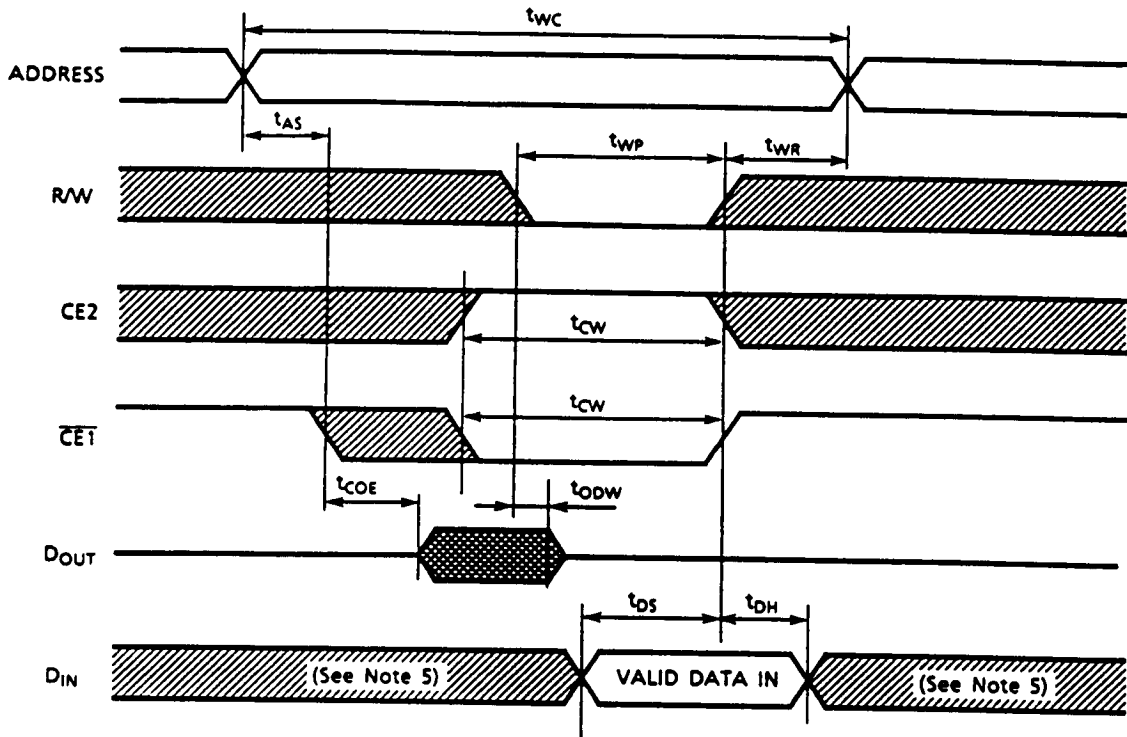 tWC
ADDRESS
tAS
tWP
tWR
R/W
CE2
tCW
CE1
tCW
tCOE
tODW
DOUT
tDS
tDH
DIN
(See Note 5)
VALID DATA IN
(See Note 5)